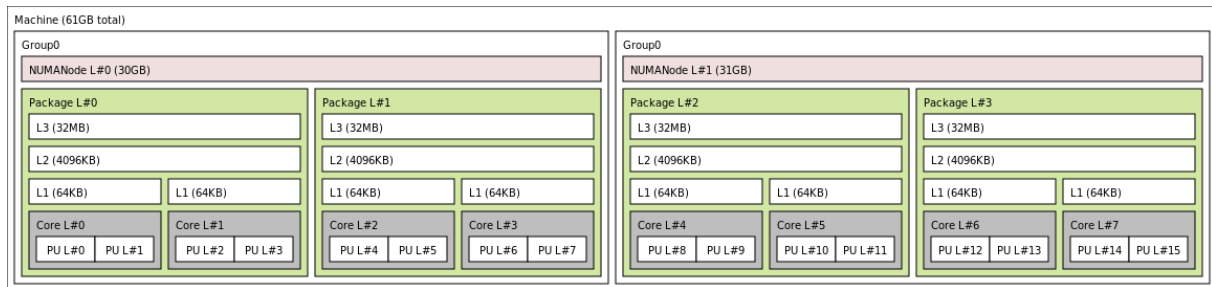 Machine (61GB total)
Group0
NUMANode L#0 (30GB)
Package L#0
L3 (32MB)
L2 (4096KB)
L1 (64KB)
L1 (64KB)
Core L#0
PU L#0
PU L#1
Core L#1
PU L#2
PU L#3
Package L#1
L3 (32MB)
L2 (4096KB)
L1 (64KB)
L1 (64KB)
Core L#2
PU L#4
PU L#5
Core L#3
PU L#6
PU L#7
Group0
NUMANode L#1 (31GB)
Package L#2
L3 (32MB)
L2 (4096KB)
L1 (64KB)
L1 (64KB)
Core L#4
PU L#8
PU L#9
Core L#5
PU L#10
PU L#11
Package L#3
L3 (32MB)
L2 (4096KB)
L1 (64KB)
L1 (64KB)
Core L#6
PU L#12
PU L#13
Core L#7
PU L#14
PU L#15